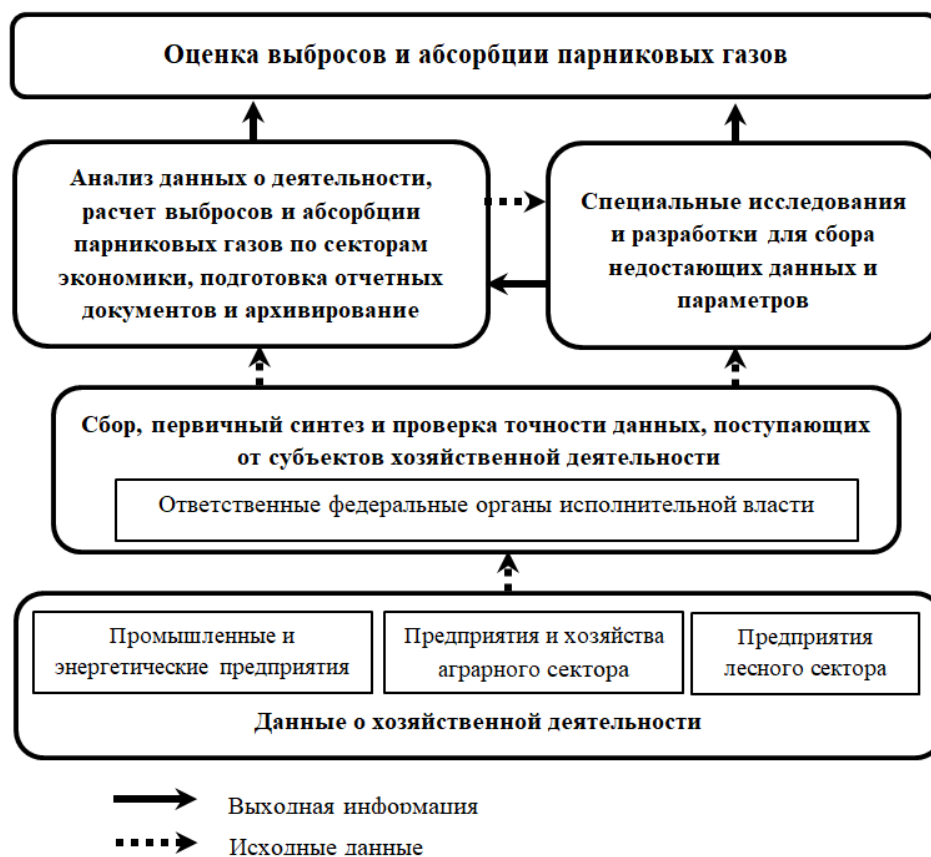 Оценка выбросов и абсорбции парниковых газов
Анализ данных о деятельности,
расчет выбросов и абсорбции
парниковых газов по секторам
экономики, подготовка отчетных
документов и архивирование
Специальные исследования
и разработки для сбора
недостающих данных и
параметров
Сбор, первичный синтез и проверка точности данных, поступающих
от субъектов хозяйственной деятельности
Ответственные федеральные органы исполнительной власти
Промышленные и
энергетические предприятия
Предприятия и хозяйства
аграрного сектора
Предприятия
лесного сектора
Данные о хозяйственной деятельности
Выходная информация
Исходные данные